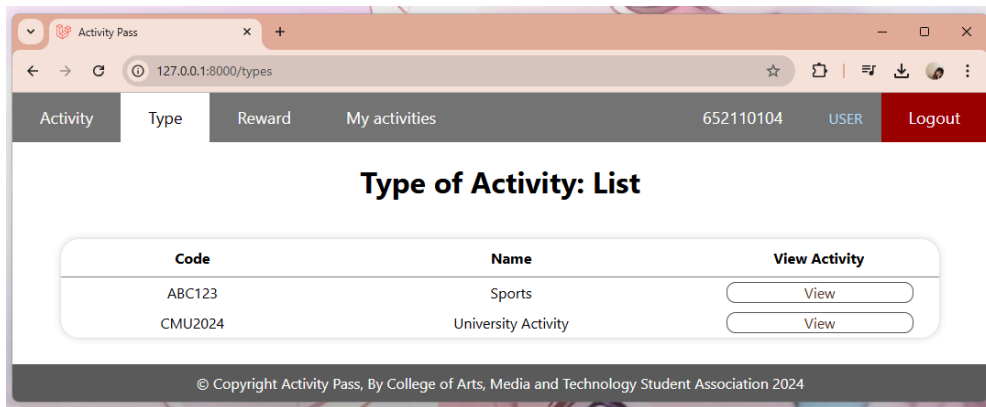 Activity Pass
127.0.0.1:8000/types
Activity Type Reward My activities 652110104 USER Logout
Type of Activity: List
Code Name View Activity
ABC123 Sports View
CMU2024 University Activity View
© Copyright Activity Pass, By College of Arts, Media and Technology Student Association 2024